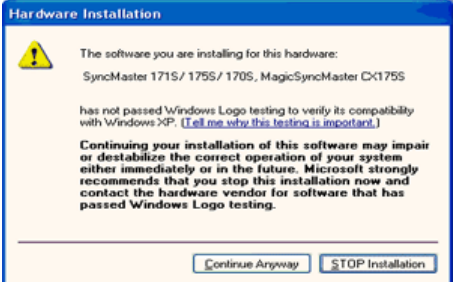 Hardware Installation
The software you are installing for this hardware:
SyncMaster 171S/ 175S/ 170S, MagicSyncMaster CX175S
has not passed Windows Logo testing to verify its compatibility
with Windows XP. (Tell me why this testing is important.)
Continuing your installation of this software may impair
or destabilize the correct operation of your system
either immediately or in the future. Microsoft strongly
recommends that you stop this installation now and
contact the hardware vendor for software that has
passed Windows Logo testing.
Continue Anyway
STOP Installation